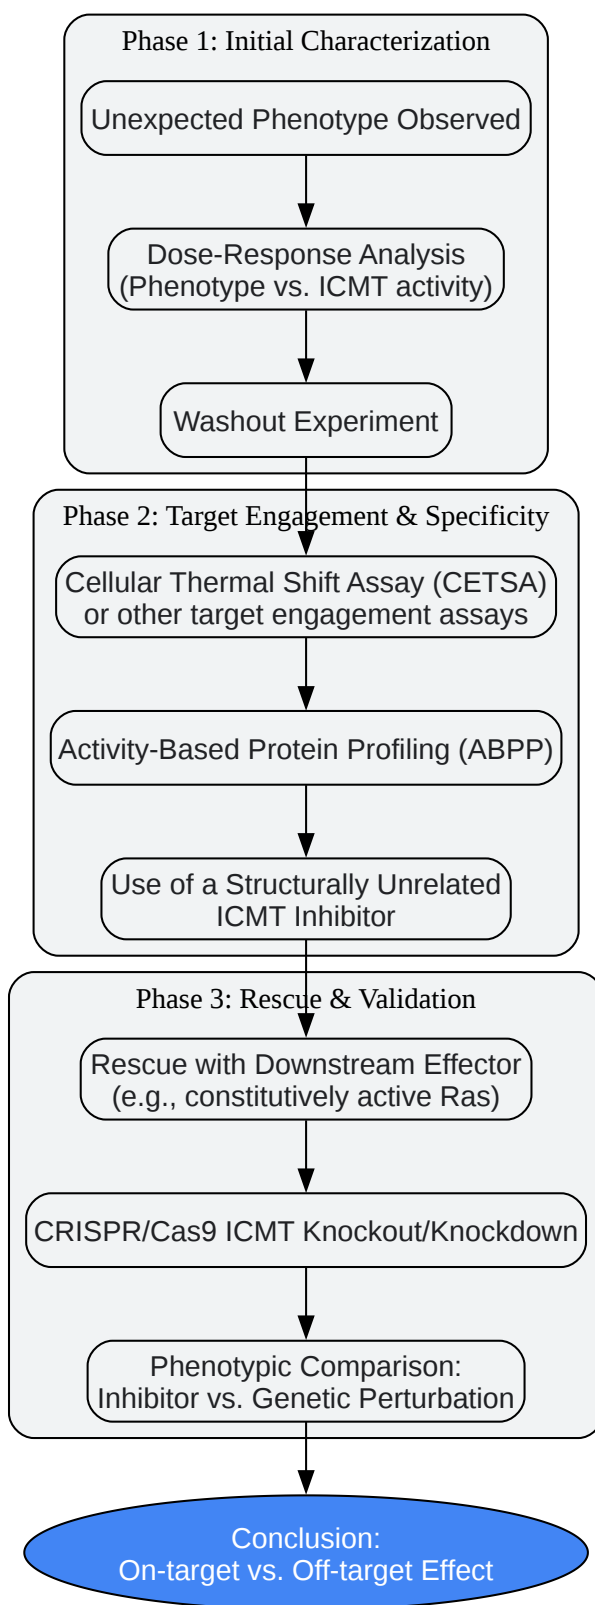 Phase 1: Initial Characterization
Unexpected Phenotype Observed
Dose-Response Analysis
(Phenotype vs. ICMT activity)
Washout Experiment
Phase 2: Target Engagement & Specificity
Cellular Thermal Shift Assay (CETSA)
or other target engagement assays
Activity-Based Protein Profiling (ABPP)
Use of a Structurally Unrelated
ICMT Inhibitor
Phase 3: Rescue & Validation
Rescue with Downstream Effector
(e.g., constitutively active Ras)
CRISPR/Cas9 ICMT Knockout/Knockdown
Phenotypic Comparison:
Inhibitor vs. Genetic Perturbation
Conclusion:
On-target vs. Off-target Effect